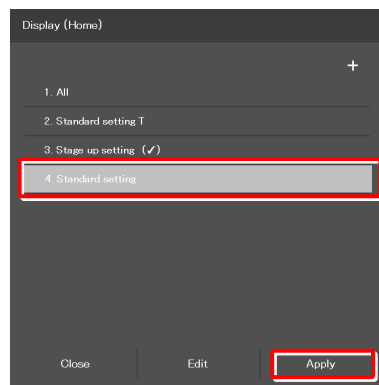 Display (Home)
+
1. All
2. Standard setting T
3. Stage up setting (✓)
4. Standard setting
Close Edit Apply